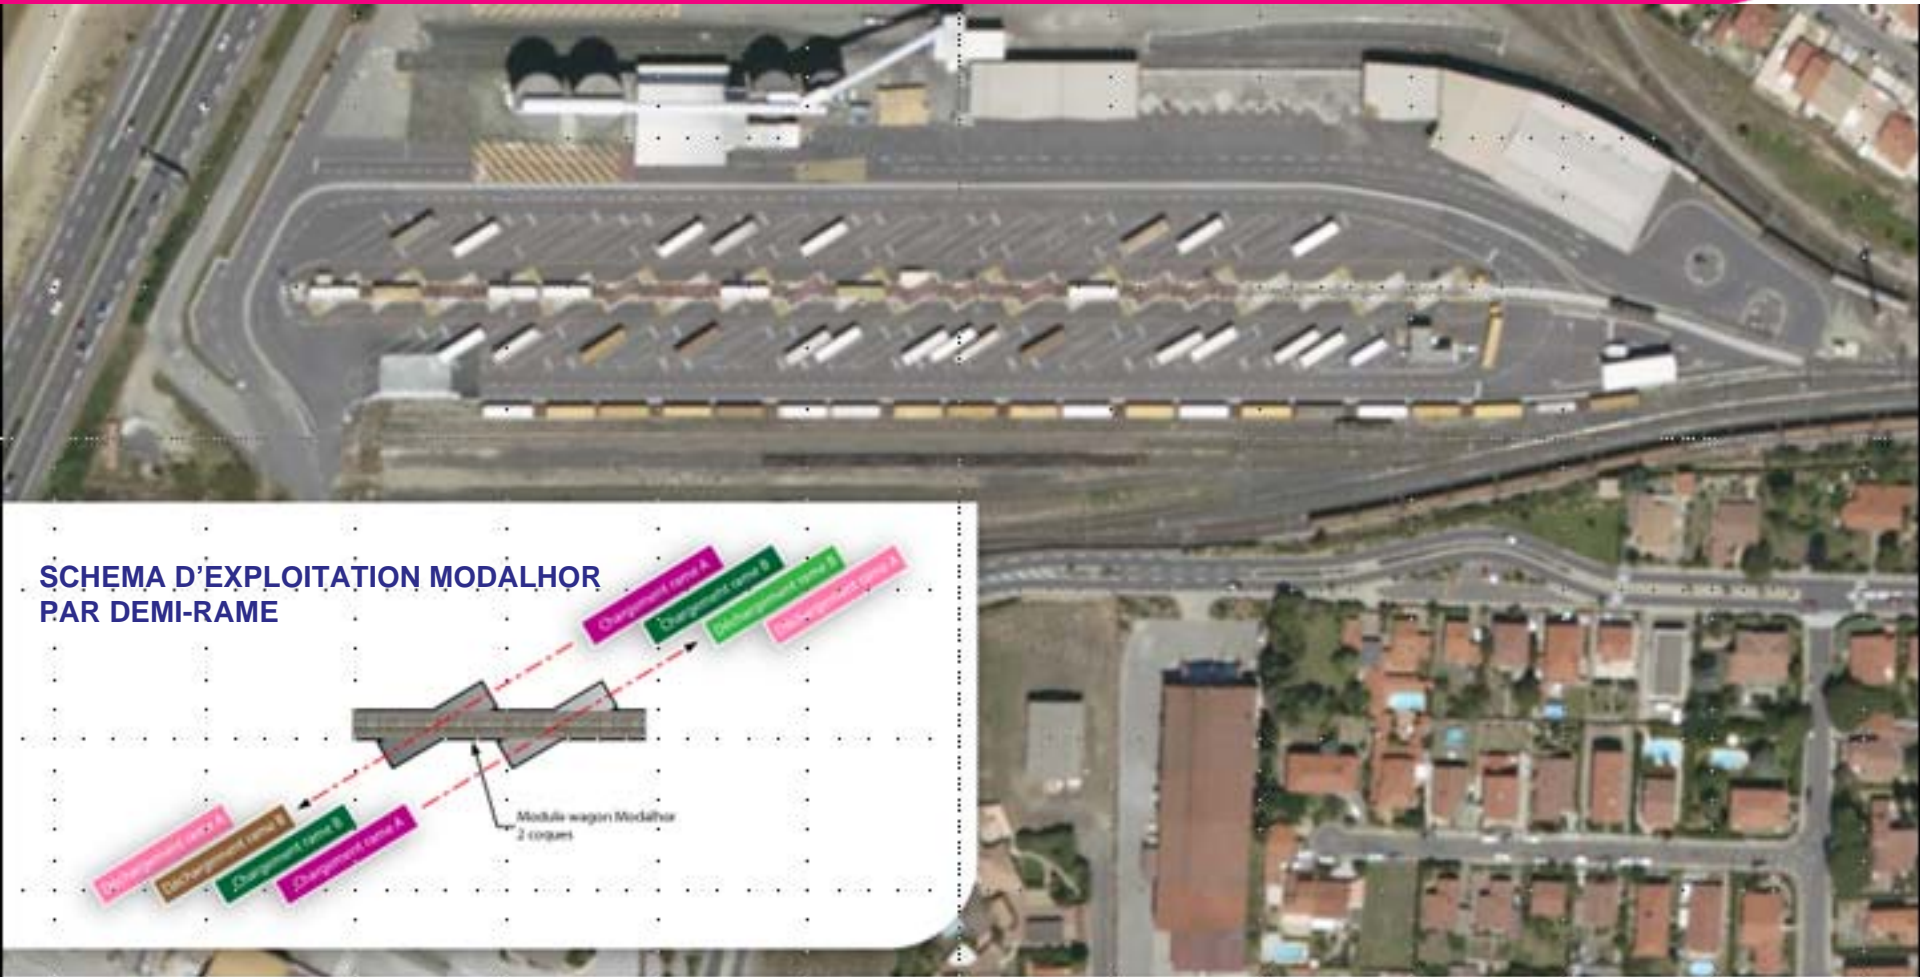 SCHEMA D'EXPLOITATION MODALHOR
PAR DEMI-RAME
Chargement rame A
Chargement rame B
Déchargement rame B
Déchargement rame A
Module wagon Modalhor
2 coques
Déchargement rame A
Déchargement rame B
Chargement rame B
Chargement rame A